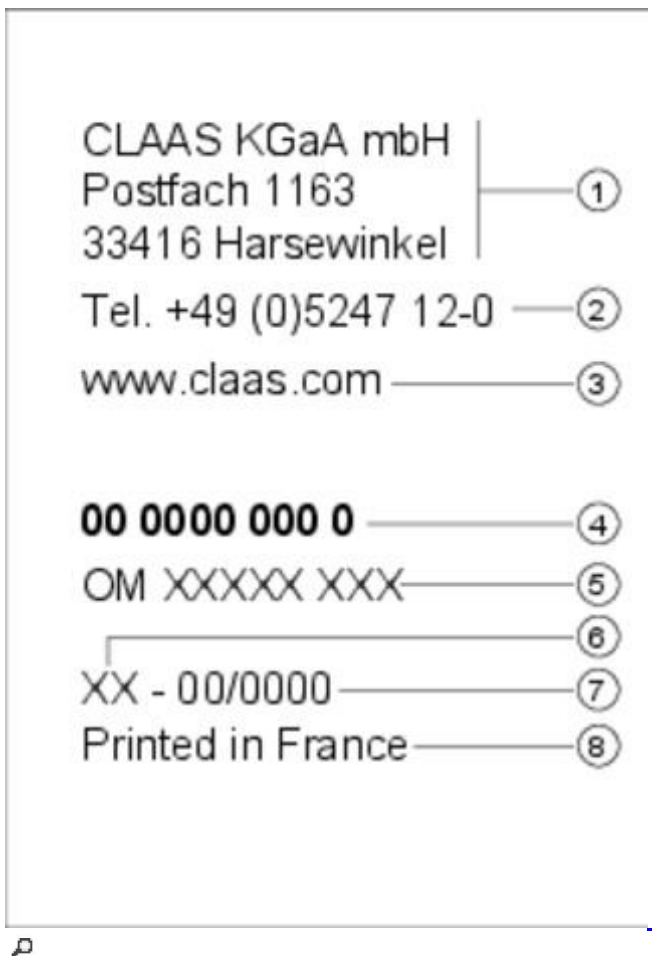 CLAAS KGaA mbH
Postfach 1163
33416 Harsewinkel
1
Tel. +49 (0)5247 12-0
2
www.claas.com
3
00 0000 000 0
4
OM XXXXX XXX
5
6
XX - 00/0000
7
Printed in France
8